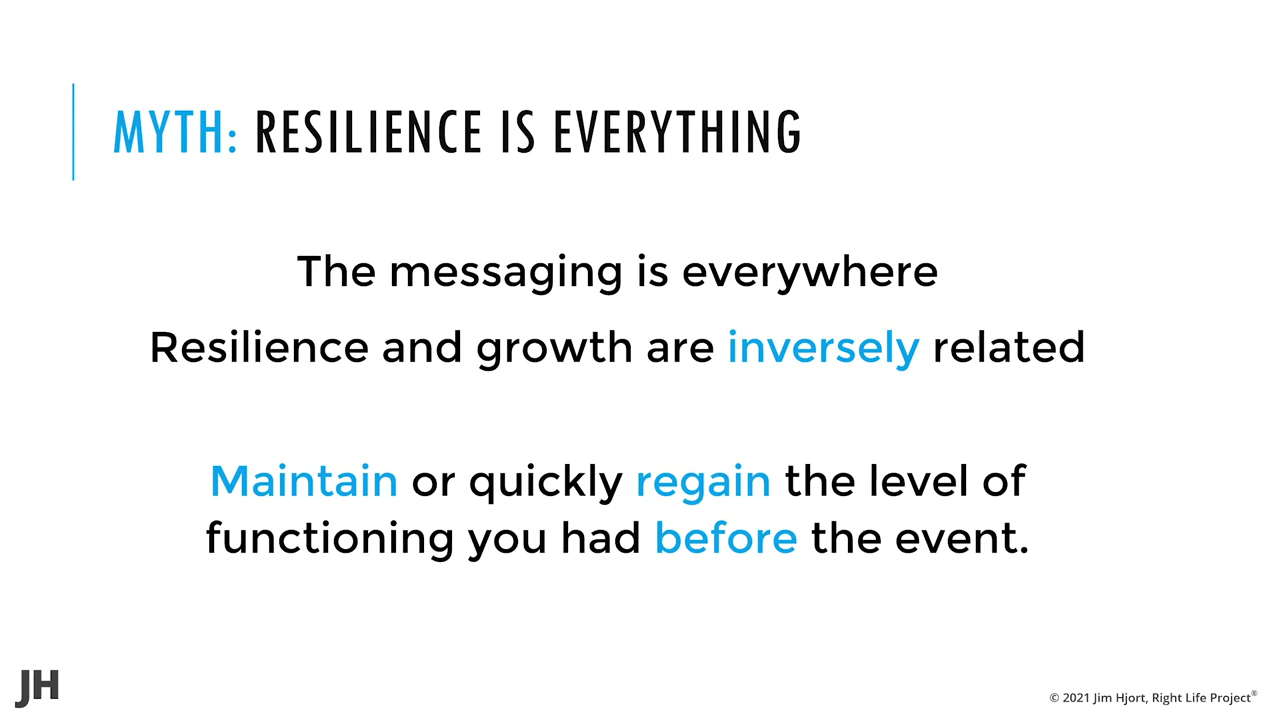 MYTH: RESILIENCE IS EVERYTHING
The messaging is everywhere
Resilience and growth are inversely related
Maintain or quickly regain the level of
functioning you had before the event.
JH
© 2021 Jim Hjort, Right Life Project®